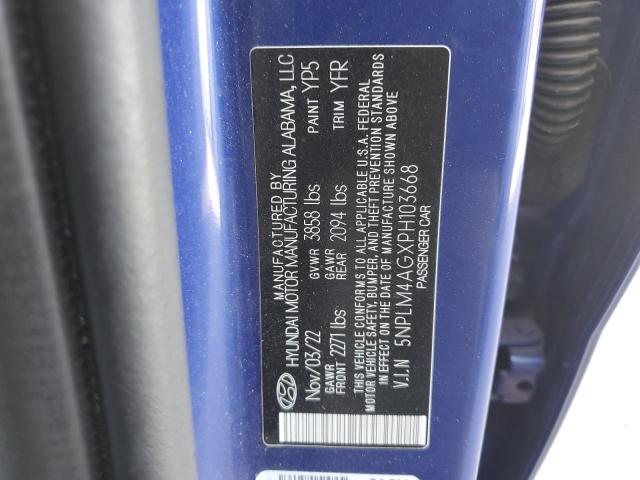 MANUFACTURED BY
HYUNDAI MOTOR MANUFACTURING ALABAMA, LLC
Nov/03/22 GVWR 3858 lbs PAINT YP5
GAWR FRONT 2271 lbs GAWR REAR 2094 lbs TRIM YFR
THIS VEHICLE CONFORMS TO ALL APPLICABLE U.S.A. FEDERAL
MOTOR VEHICLE SAFETY, BUMPER, AND THEFT PREVENTION STANDARDS
IN EFFECT ON THE DATE OF MANUFACTURE SHOWN ABOVE
V.I.N 5NPLM4AGXPH103668
PASSENGER CAR